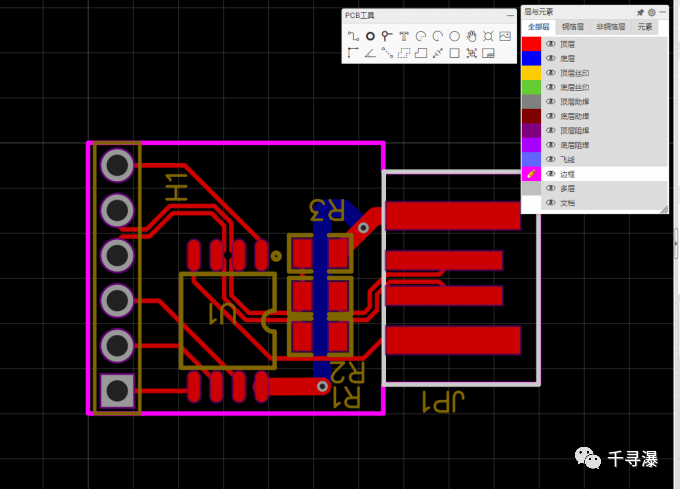 PCB工具
层与元素
全部层 铜箔层 非铜箔层 元素
顶层
底层
顶层丝印
底层丝印
顶层助焊
底层助焊
顶层阻焊
底层阻焊
飞线
边框
多层
文档
H1
R3
U1
R2
R1
JP1
千寻瀑